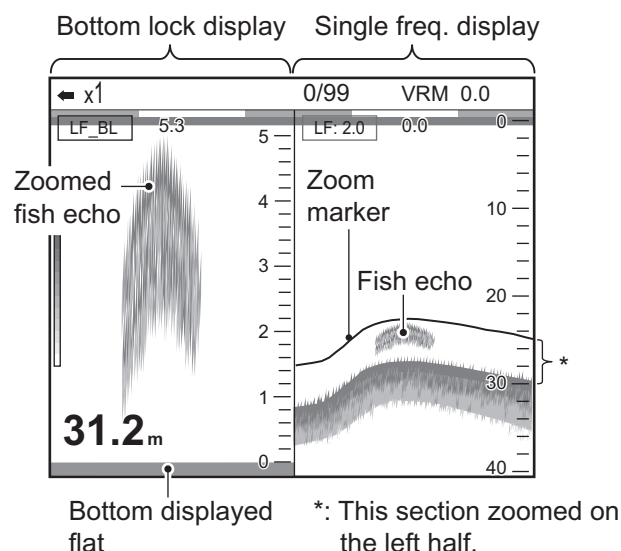 Bottom lock display
Single freq. display
x1
0/99
VRM 0.0
LF_BL
5.3
LF: 2.0
0.0
0
5
Zoomed
fish echo
4
3
2
1
0
Zoom
marker
10
Fish echo
20
30
40
*
31.2m
Bottom displayed
flat
*: This section zoomed on
the left half.